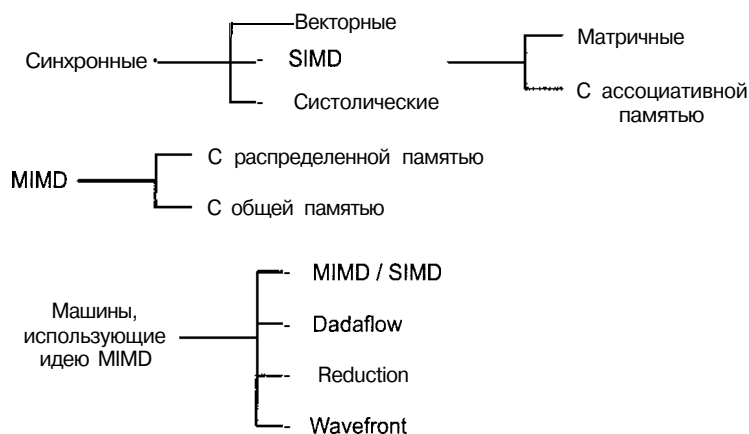 Векторные
Синхронные
SIMD
Систолические
Матричные
С ассоциативной
памятью
MIMD
С распределенной памятью
С общей памятью
Машины,
использующие
идею MIMD
MIMD / SIMD
Dadaflow
Reduction
Wavefront